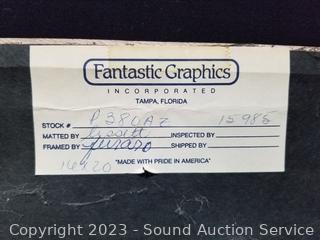 Fantastic Graphics
INCORPORATED
TAMPA, FLORIDA
STOCK # P380AZ 15985
MATTED BY INSPECTED BY
FRAMED BY SHIPPED BY
16x20 "MADE WITH PRIDE IN AMERICA"
Copyright 2023 - Sound Auction Service